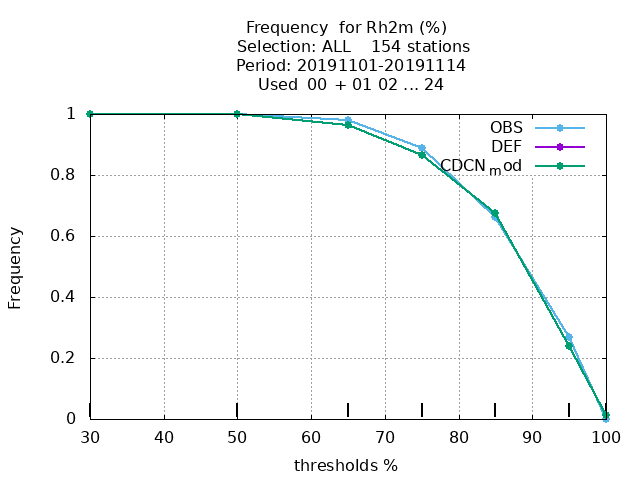 Frequency  for Rh2m (%)
Selection: ALL    154 stations
Period: 20191101-20191114
Used  00 + 01 02 ... 24
1
0.8
0.6
0.4
0.2
0
Frequency
OBS
DEF
CDCNmod
30 40 50 60 70 80 90 100
thresholds %